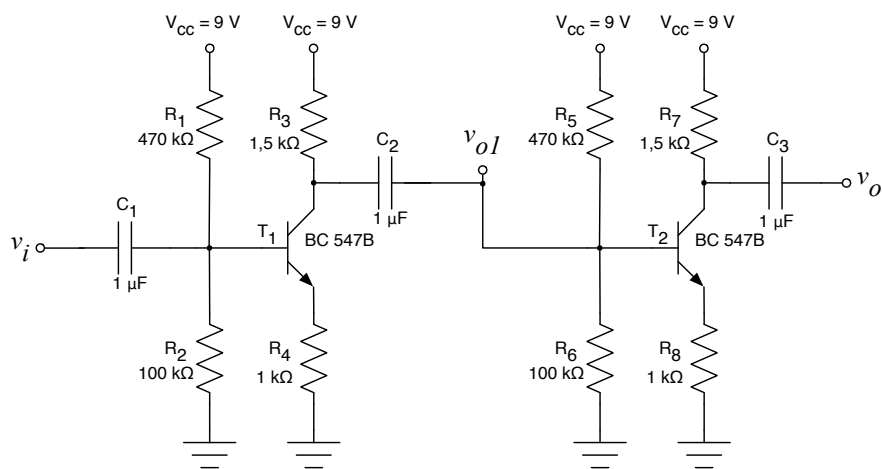 V_CC = 9 V
V_CC = 9 V
V_CC = 9 V
V_CC = 9 V
R_1
470 kΩ
R_3
1,5 kΩ
C_2
1 µF
v_o1
R_5
470 kΩ
R_7
1,5 kΩ
C_3
1 µF
v_o
v_i
C_1
1 µF
T_1
BC 547B
T_2
BC 547B
R_2
100 kΩ
R_4
1 kΩ
R_6
100 kΩ
R_8
1 kΩ